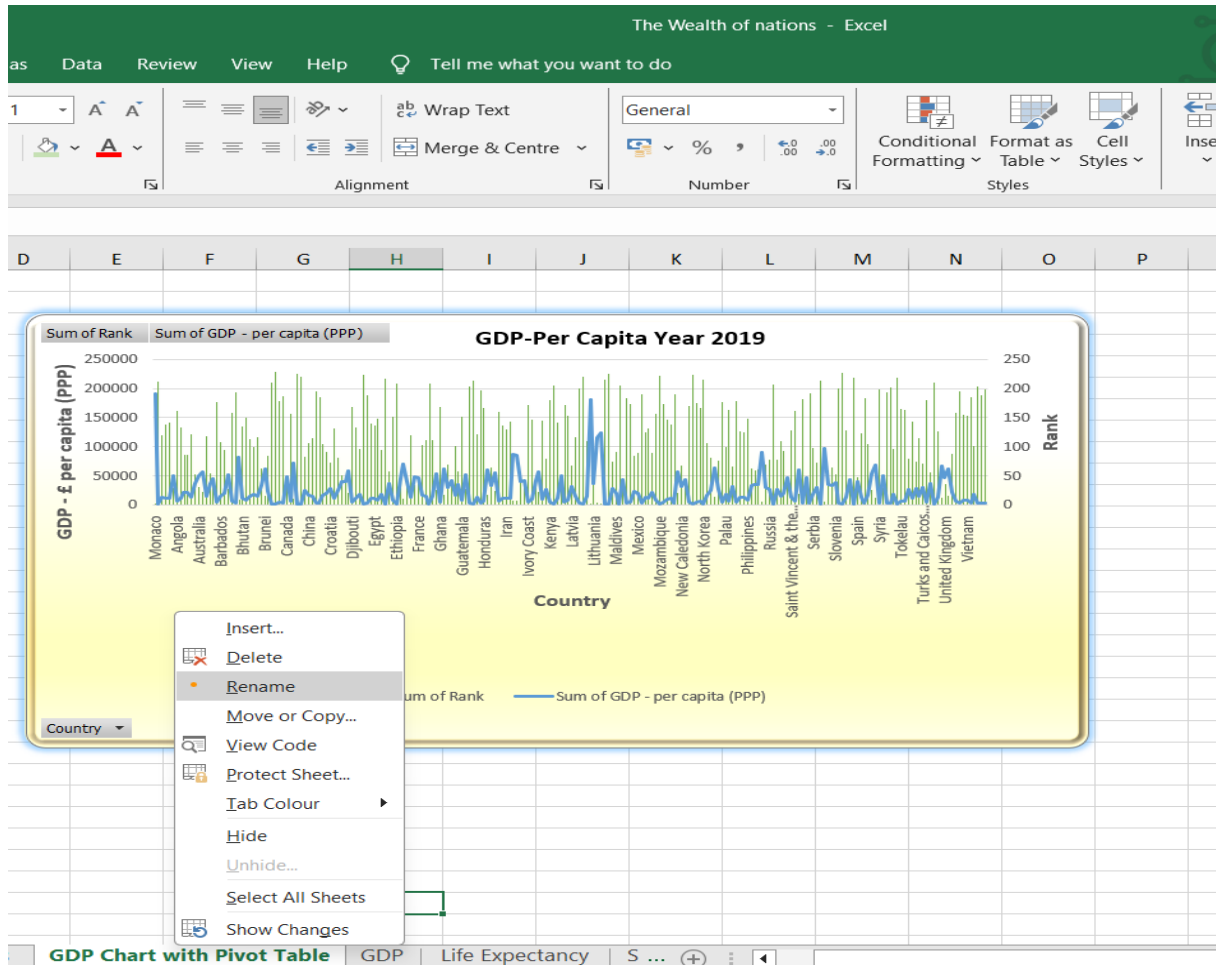 The Wealth of nations - Excel
as Data Review View Help Tell me what you want to do
1 A A ab Wrap Text General
Merge & Centre % Conditional Formatting Format as Table Cell Styles Inse
Alignment Number Styles
D E F G H I J K L M N O P
Sum of Rank Sum of GDP - per capita (PPP) GDP-Per Capita Year 2019
GDP - £ per capita (PPP)
250000
200000
150000
100000
50000
0
250
200
150
100
50
0
Rank
Monaco
Angola
Australia
Barbados
Bhutan
Brunei
Canada
China
Croatia
Djibouti
Egypt
Ethiopia
France
Ghana
Guatemala
Honduras
Iran
Ivory Coast
Kenya
Latvia
Lithuania
Maldives
Mexico
Mozambique
New Caledonia
North Korea
Palau
Philippines
Russia
Saint Vincent & the...
Serbia
Slovenia
Spain
Syria
Tokelau
Turks and Caicos...
United Kingdom
Vietnam
Country
um of Rank Sum of GDP - per capita (PPP)
Country
Insert...
Delete
Rename
Move or Copy...
View Code
Protect Sheet...
Tab Colour
Hide
Unhide...
Select All Sheets
Show Changes
GDP Chart with Pivot Table GDP Life Expectancy S ...